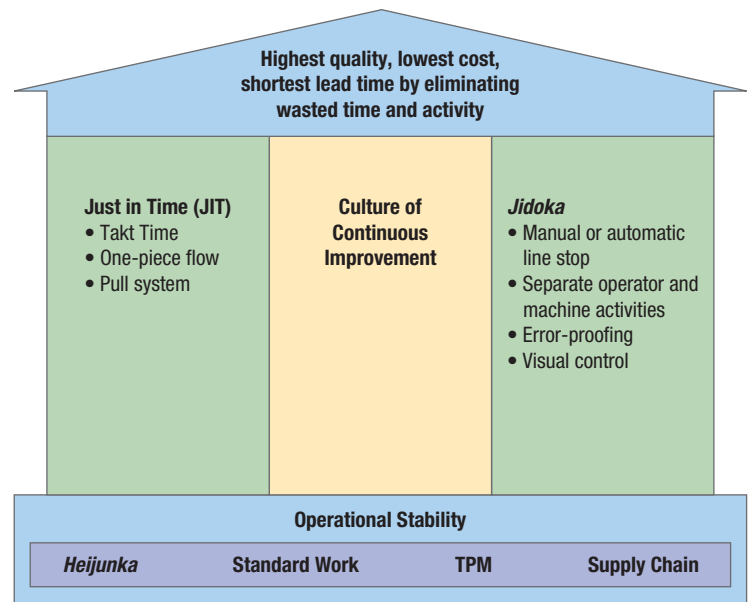 Highest quality, lowest cost,
shortest lead time by eliminating
wasted time and activity
Just in Time (JIT)
• Takt Time
• One-piece flow
• Pull system
Culture of
Continuous
Improvement
Jidoka
• Manual or automatic
line stop
• Separate operator and
machine activities
• Error-proofing
• Visual control
Operational Stability
Heijunka Standard Work TPM Supply Chain